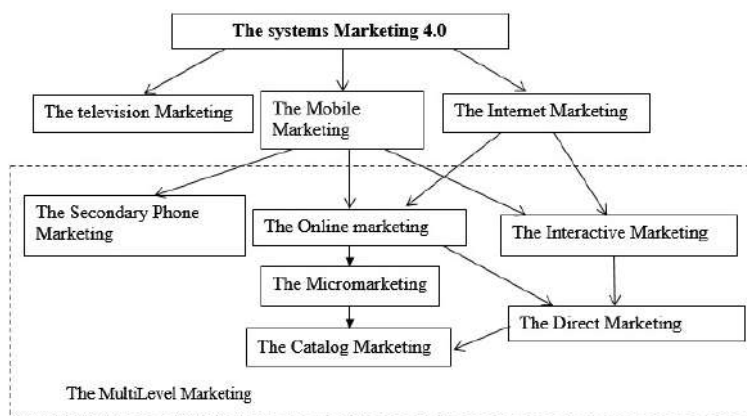 The systems Marketing 4.0
The television Marketing
The Mobile
Marketing
The Internet Marketing
The Secondary Phone
Marketing
The Online marketing
The Interactive Marketing
The Micromarketing
The Direct Marketing
The Catalog Marketing
The MultiLevel Marketing